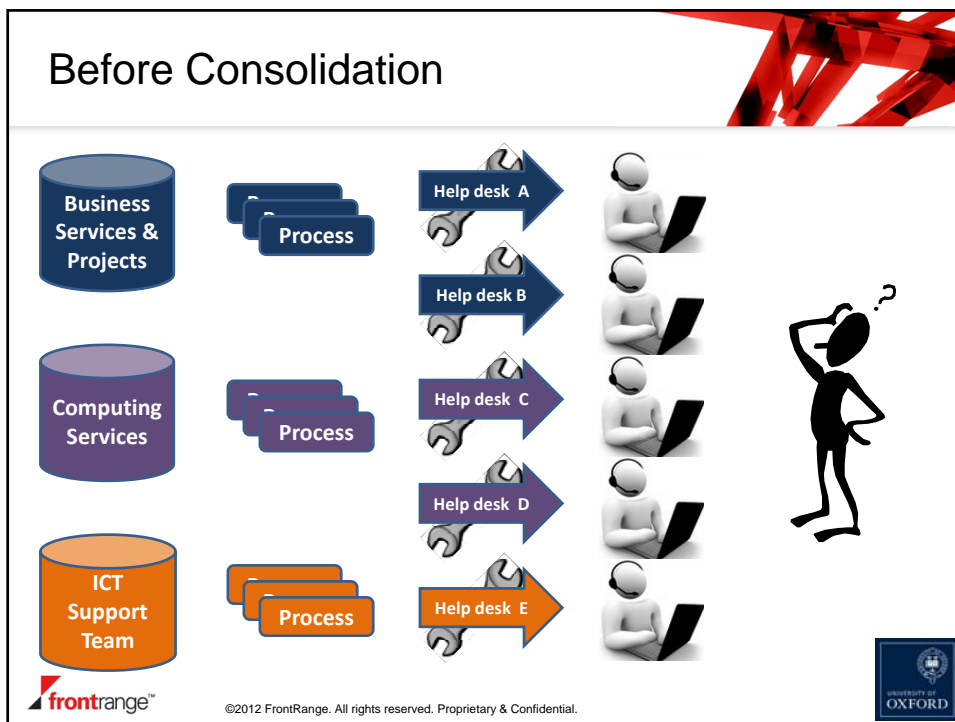 Before Consolidation
Business
Services &
Projects
Process
Help desk A
Help desk B
Computing
Services
Process
Help desk C
Help desk D
ICT
Support
Team
Process
Help desk E
?
frontrange™
©2012 FrontRange. All rights reserved. Proprietary & Confidential.
UNIVERSITY OF
OXFORD